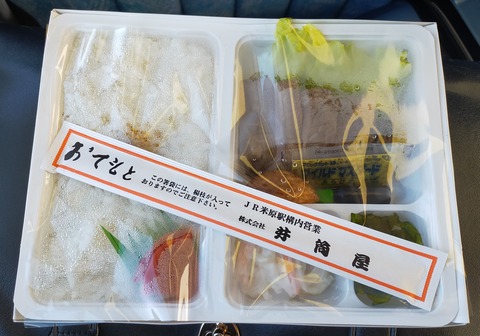 おてもと
この箸袋には、楊枝が入って
おりますのでご注意下さい。
JR米原駅構内営業
株式会社 井筒屋